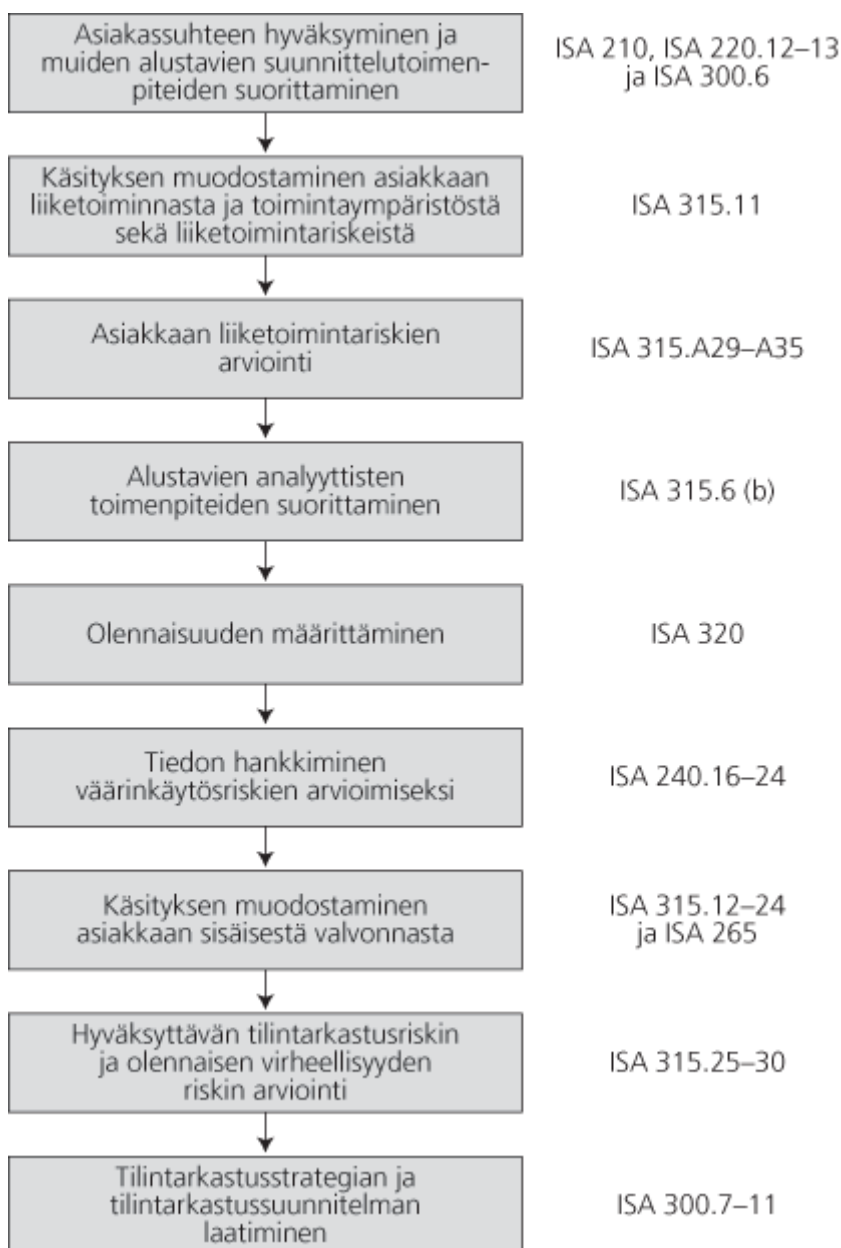 Asiakassuhteen hyväksyminen ja
muiden alustavien suunnittelutoimen-
piteiden suorittaminen
ISA 210, ISA 220.12–13
ja ISA 300.6
Käsityksen muodostaminen asiakkaan
liiketoiminnasta ja toimintaympäristöstä
sekä liiketoimintariskeistä
ISA 315.11
Asiakkaan liiketoimintariskien
arviointi
ISA 315.A29–A35
Alustavien analyyttisten
toimenpiteiden suorittaminen
ISA 315.6 (b)
Olennaisuuden määrittäminen
ISA 320
Tiedon hankkiminen
väärinkäytösriskien arvioimiseksi
ISA 240.16–24
Käsityksen muodostaminen
asiakkaan sisäisestä valvonnasta
ISA 315.12–24
ja ISA 265
Hyväksyttävän tilintarkastusriskin
ja olennaisen virheellisyyden
riskin arviointi
ISA 315.25–30
Tilintarkastusstrategian ja
tilintarkastussuunnitelman
laatiminen
ISA 300.7–11